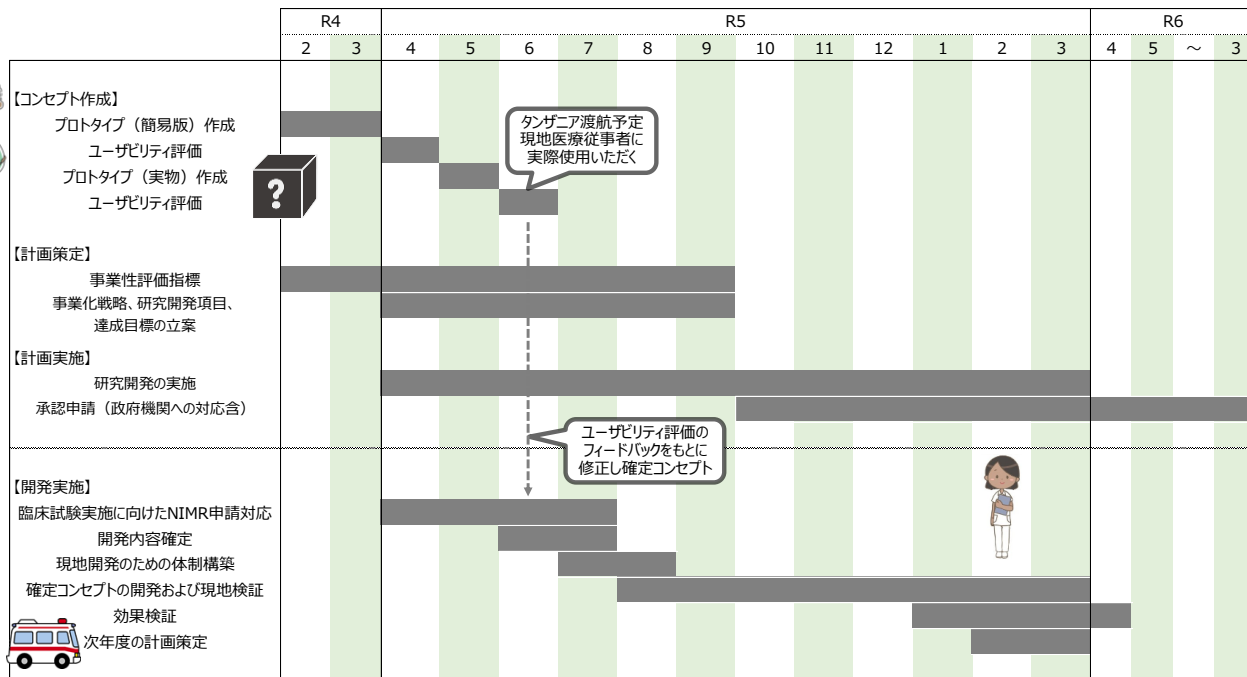 R4 R5 R6
2 3 4 5 6 7 8 9 10 11 12 1 2 3 4 5 ～ 3
【コンセプト作成】
プロトタイプ（簡易版）作成
ユーザビリティ評価
プロトタイプ（実物）作成
ユーザビリティ評価
?
タンザニア渡航予定
現地医療従事者に
実際使用いただく
【計画策定】
事業性評価指標
事業化戦略、研究開発項目、
達成目標の立案
【計画実施】
研究開発の実施
承認申請（政府機関への対応含）
ユーザビリティ評価の
フィードバックをもとに
修正し確定コンセプト
【開発実施】
臨床試験実施に向けたNIMR申請対応
開発内容確定
現地開発のための体制構築
確定コンセプトの開発および現地検証
効果検証
次年度の計画策定